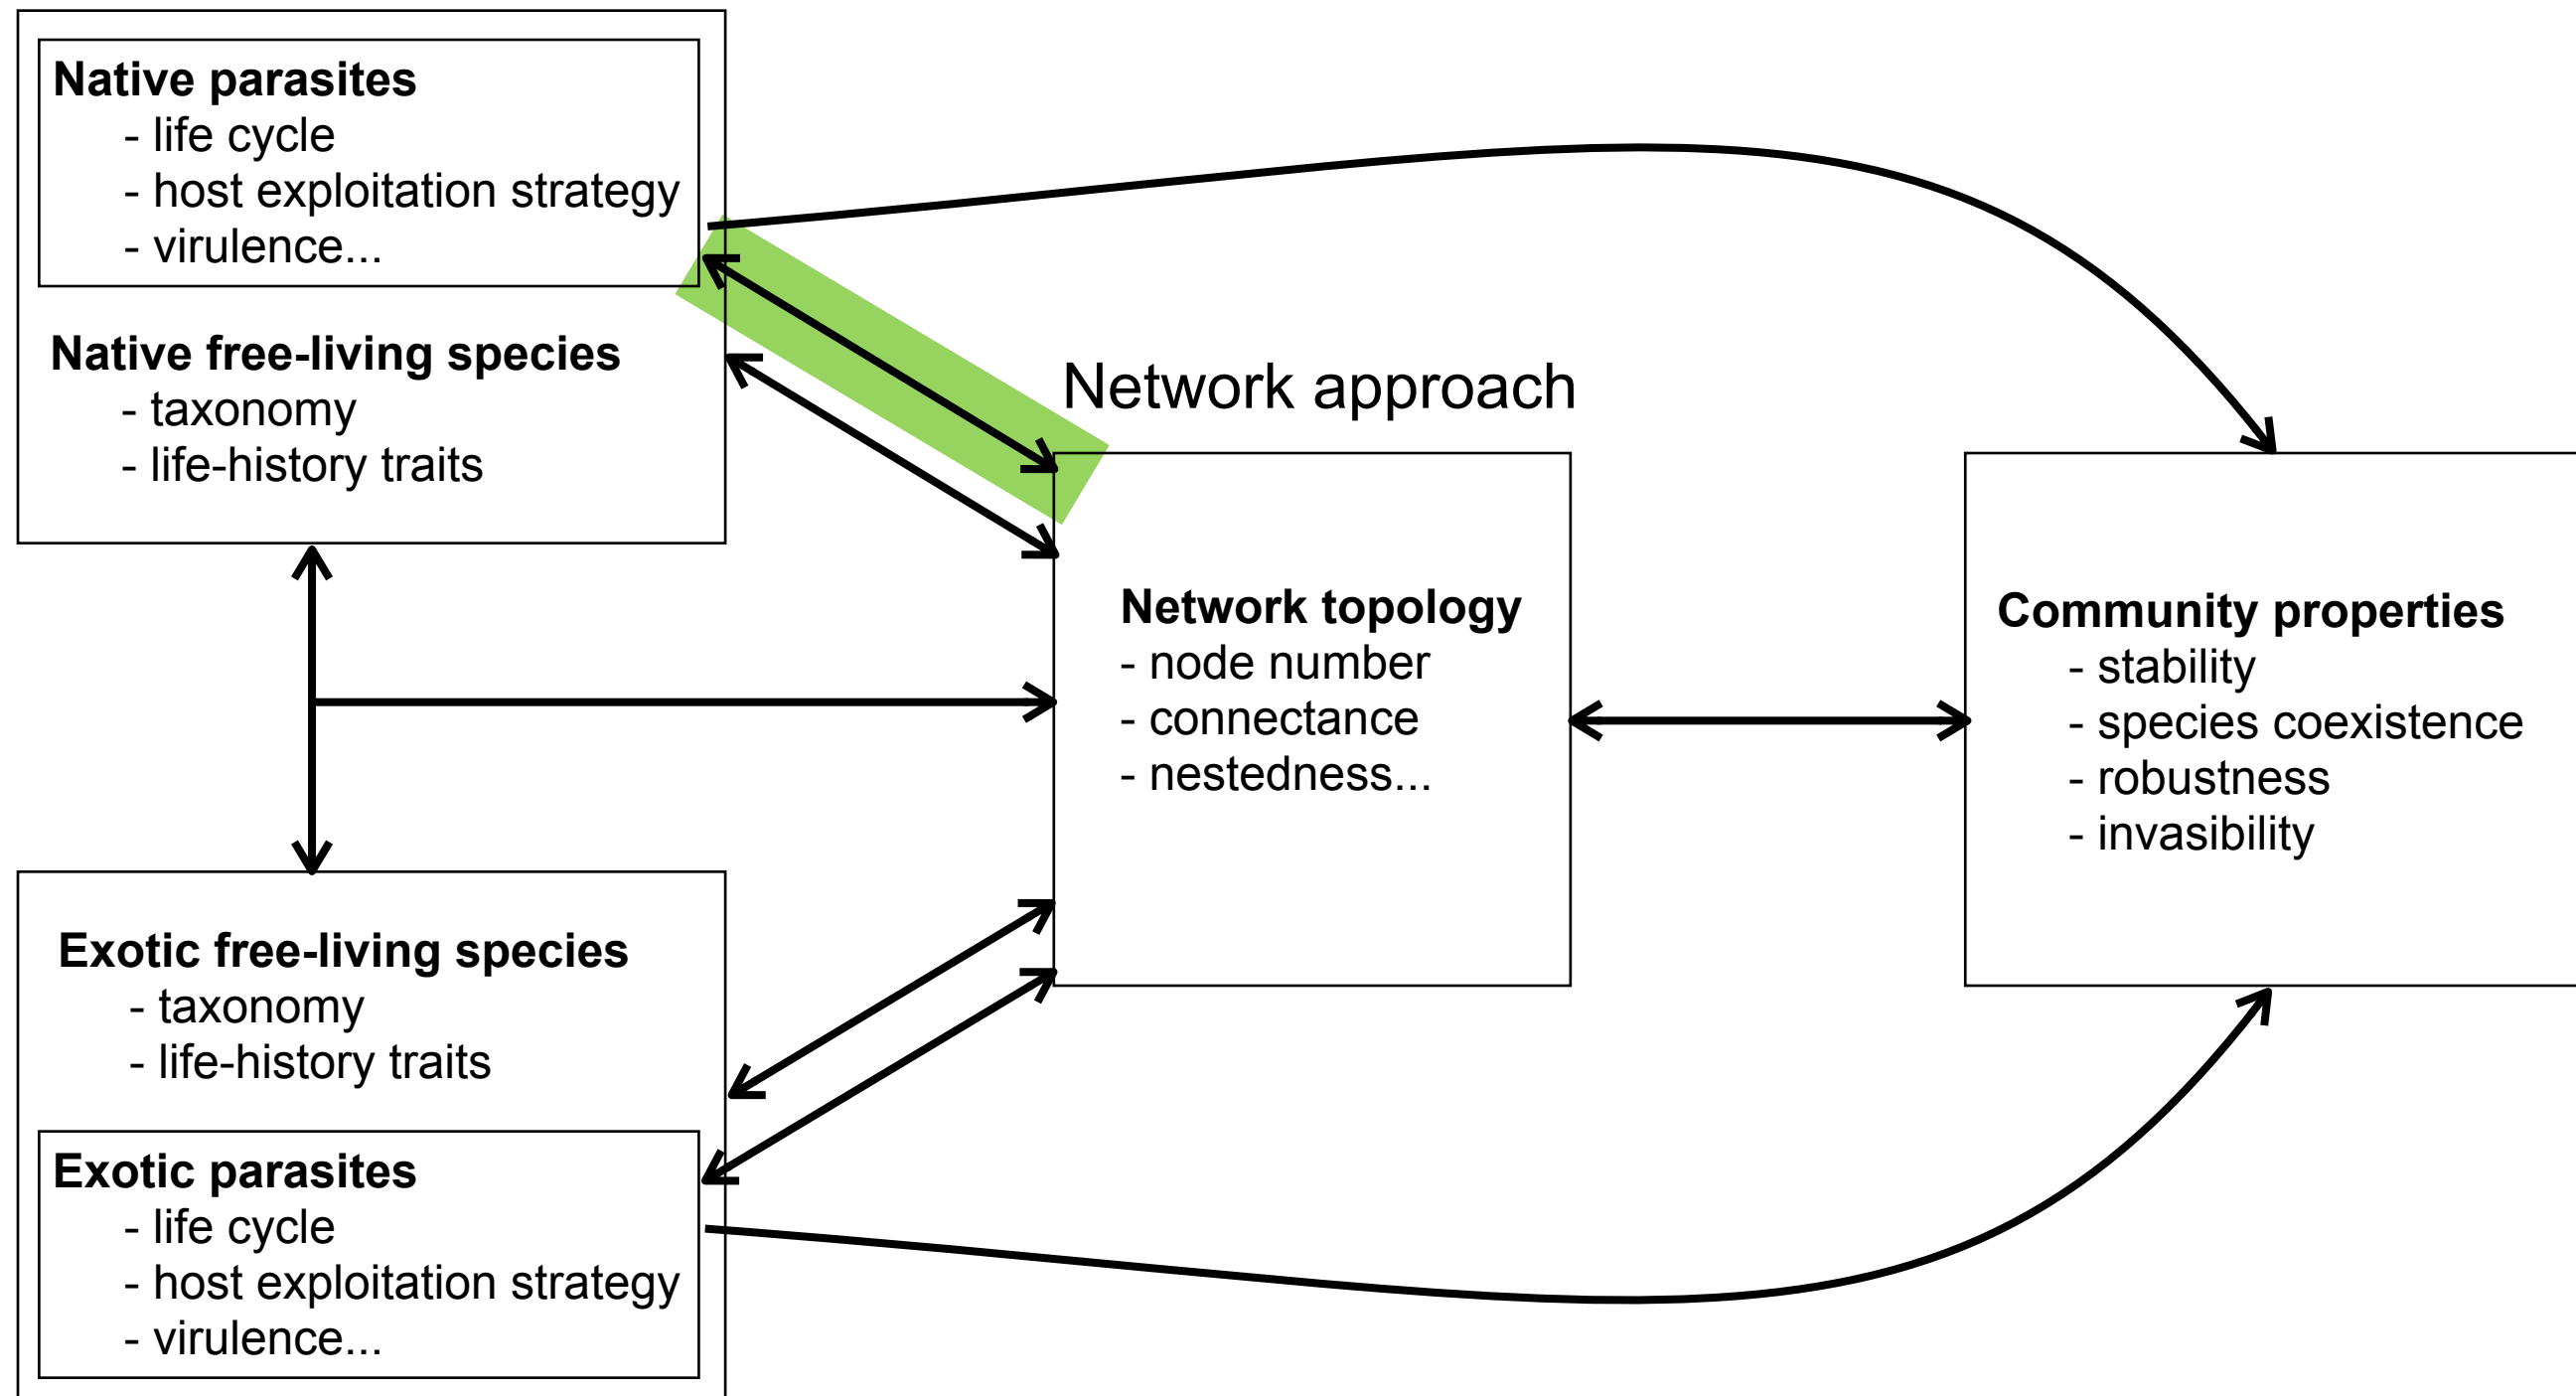 Native parasites
- life cycle
- host exploitation strategy
- virulence...
Native free-living species
- taxonomy
- life-history traits
Network approach
Network topology
- node number
- connectance
- nestedness...
Community properties
- stability
- species coexistence
- robustness
- invasibility
Exotic free-living species
- taxonomy
- life-history traits
Exotic parasites
- life cycle
- host exploitation strategy
- virulence...